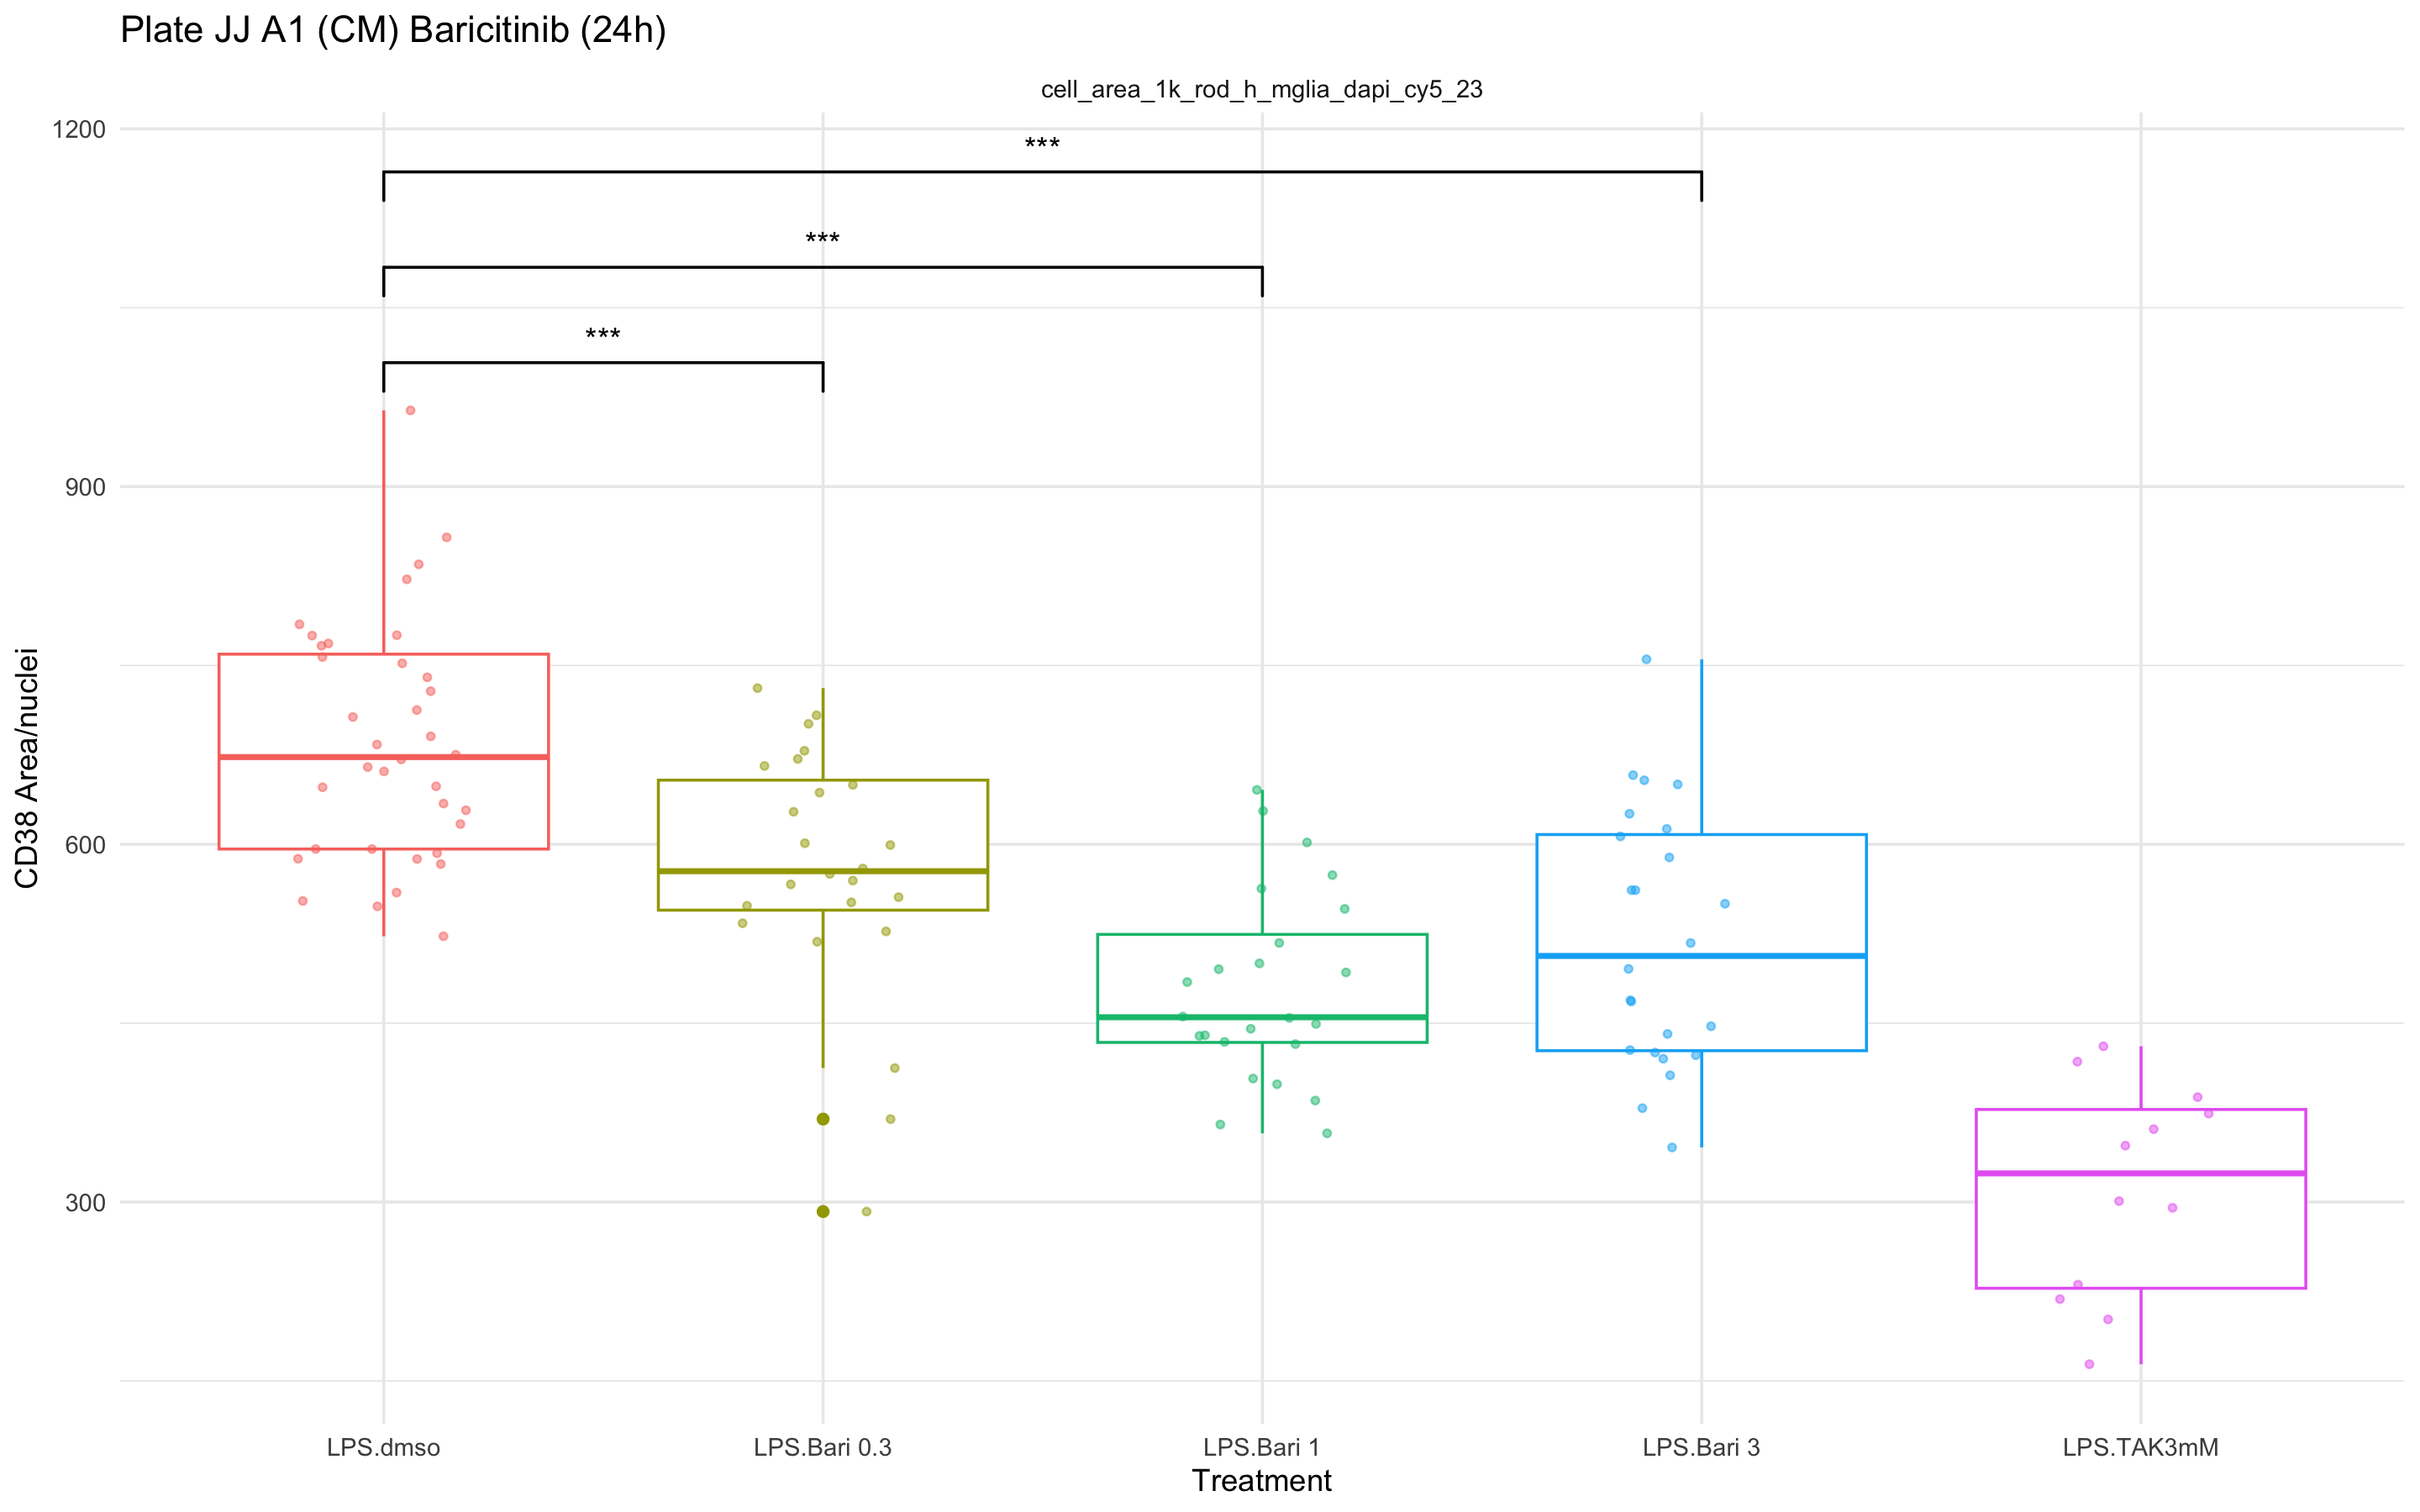 Plate JJ A1 (CM) Baricitinib (24h)
cell_area_1k_rod_h_mglia_dapi_cy5_23
1200
900
600
300
CD38 Area/nuclei
***
***
***
LPS.dmso
LPS.Bari 0.3
LPS.Bari 1
LPS.Bari 3
LPS.TAK3mM
Treatment